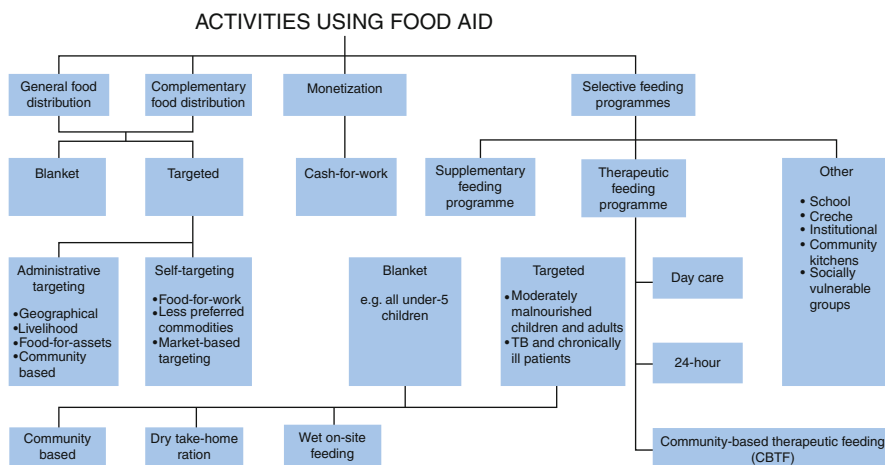 ACTIVITIES USING FOOD AID
General food
distribution
Complementary
food distribution
Monetization
Selective feeding
programmes
Blanket
Targeted
Cash-for-work
Supplementary
feeding
programme
Therapeutic
feeding
programme
Other
• School
• Creche
• Institutional
• Community
kitchens
• Socially
vulnerable
groups
Administrative
targeting
• Geographical
• Livelihood
• Food-for-assets
• Community
based
Self-targeting
• Food-for-work
• Less preferred
commodities
• Market-based
targeting
Blanket
e.g. all under-5
children
Targeted
• Moderately
malnourished
children and adults
• TB and chronically
ill patients
Day care
24-hour
Community
based
Dry take-home
ration
Wet on-site
feeding
Community-based therapeutic feeding
(CBTF)